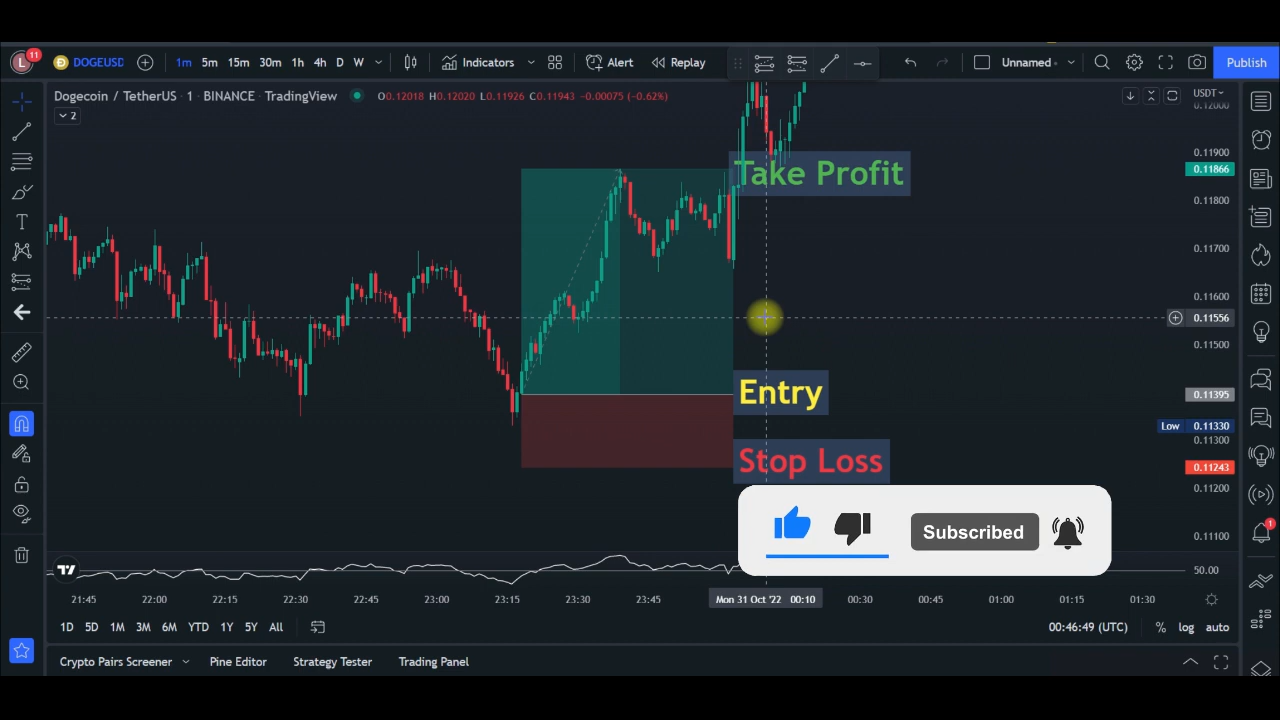 L 11 DOGEUSD 1m 5m 15m 30m 1h 4h D W Indicators Alert Replay Unnamed Publish
Dogecoin / TetherUS · 1 · BINANCE · TradingView O0.12018 H0.12020 L0.11926 C0.11943 -0.00075 (-0.62%) USDT
2
0.12000
0.11900
Take Profit
0.11866
0.11800
0.11700
0.11600
0.11556
0.11500
Entry
0.11395
Low 0.11330
0.11300
Stop Loss
0.11243
0.11200
Subscribed
1
0.11100
50.00
21:45 22:00 22:15 22:30 22:45 23:00 23:15 23:30 23:45 Mon 31 Oct '22 00:10 00:30 00:45 01:00 01:15 01:30
1D 5D 1M 3M 6M YTD 1Y 5Y All 00:46:49 (UTC) % log auto
Crypto Pairs Screener Pine Editor Strategy Tester Trading Panel